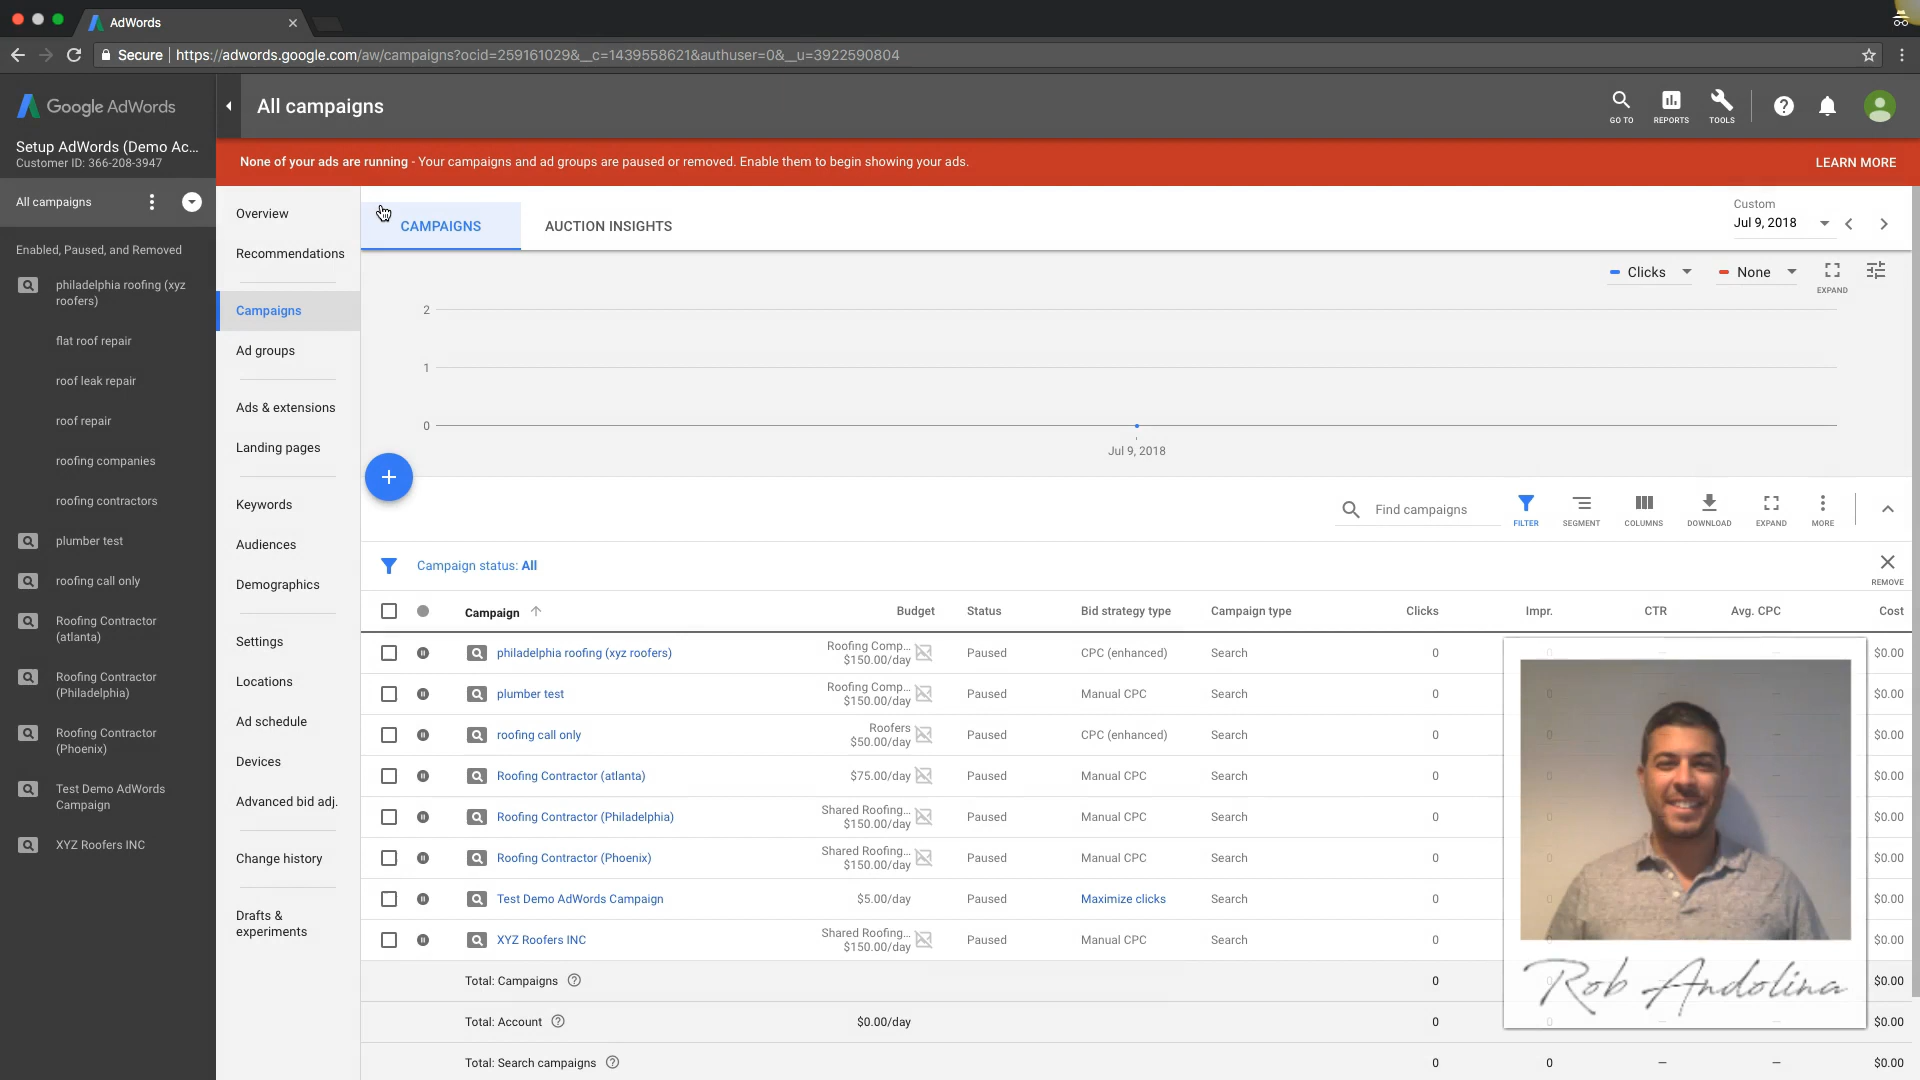 AdWords
Secure
https://adwords.google.com/aw/campaigns?ocid=259161029&__c=1439558621&authuser=0&__u=3922590804
Google AdWords
All campaigns
GO TO
REPORTS
TOOLS
Setup AdWords (Demo Ac...
Customer ID: 366-208-3947
None of your ads are running - Your campaigns and ad groups are paused or removed. Enable them to begin showing your ads.
LEARN MORE
All campaigns
Enabled, Paused, and Removed
philadelphia roofing (xyz
roofers)
flat roof repair
roof leak repair
roof repair
roofing companies
roofing contractors
plumber test
roofing call only
Roofing Contractor
(atlanta)
Roofing Contractor
(Philadelphia)
Roofing Contractor
(Phoenix)
Test Demo AdWords
Campaign
XYZ Roofers INC
Overview
Recommendations
Campaigns
Ad groups
Ads & extensions
Landing pages
Keywords
Audiences
Demographics
Settings
Locations
Ad schedule
Devices
Advanced bid adj.
Change history
Drafts &
experiments
CAMPAIGNS
AUCTION INSIGHTS
Custom
Jul 9, 2018
Clicks
None
EXPAND
2
1
0
Jul 9, 2018
Find campaigns
FILTER
SEGMENT
COLUMNS
DOWNLOAD
EXPAND
MORE
Campaign status: All
REMOVE
Campaign Budget Status Bid strategy type Campaign type Clicks Impr. CTR Avg. CPC Cost
philadelphia roofing (xyz roofers) Roofing Comp... $150.00/day Paused CPC (enhanced) Search 0 0 — — $0.00
plumber test Roofing Comp... $150.00/day Paused Manual CPC Search 0 0 — — $0.00
roofing call only Roofers $50.00/day Paused CPC (enhanced) Search 0 0 — — $0.00
Roofing Contractor (atlanta) $75.00/day Paused Manual CPC Search 0 0 — — $0.00
Roofing Contractor (Philadelphia) Shared Roofing... $150.00/day Paused Manual CPC Search 0 0 — — $0.00
Roofing Contractor (Phoenix) Shared Roofing... $150.00/day Paused Manual CPC Search 0 0 — — $0.00
Test Demo AdWords Campaign $5.00/day Paused Maximize clicks Search 0 0 — — $0.00
XYZ Roofers INC Shared Roofing... $150.00/day Paused Manual CPC Search 0 0 — — $0.00
Total: Campaigns 0 0 — — $0.00
Total: Account $0.00/day 0 0 — — $0.00
Total: Search campaigns 0 0 — — $0.00
Rob Andolina